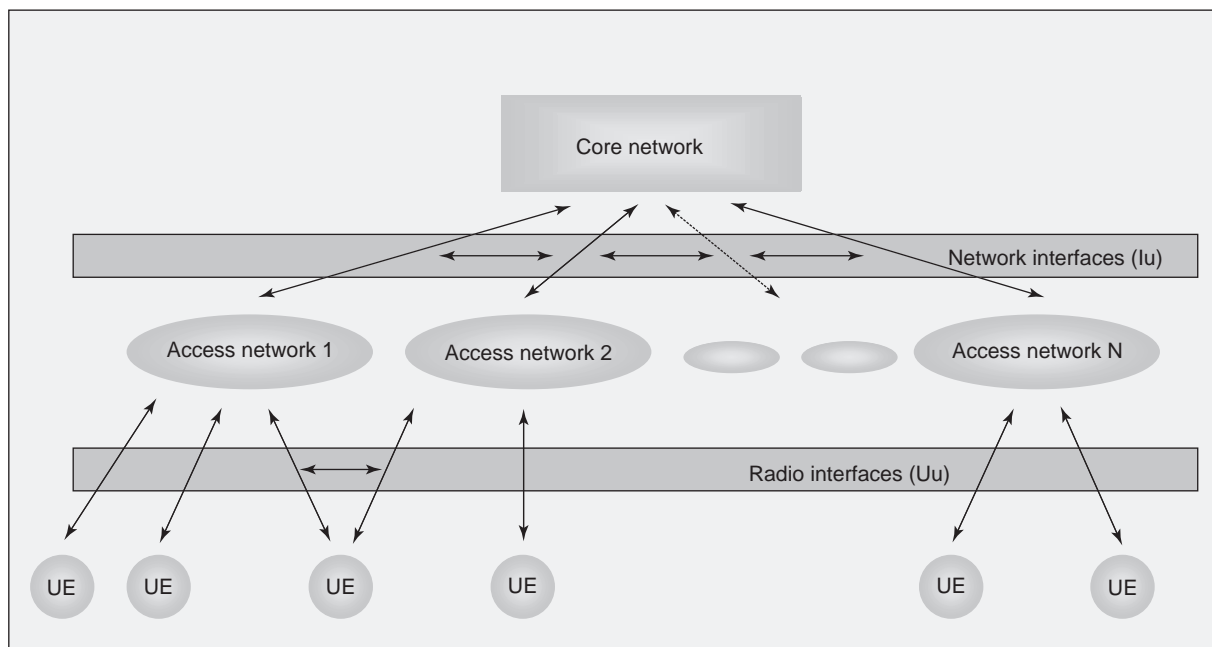 Core network
Network interfaces (Iu)
Access network 1
Access network 2
Access network N
Radio interfaces (Uu)
UE
UE
UE
UE
UE
UE